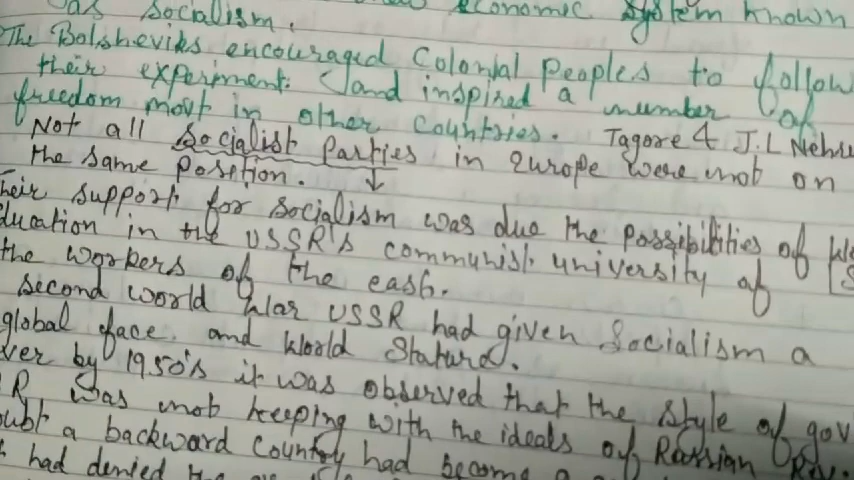 as Socialism. economic System known
The Bolsheviks encouraged Colonial Peoples to follow
their experiment. and inspired a number of
freedom movt in other Countries. Tagore & J.L Nehru
Not all Socialist Parties in Europe were not on
the same Position. ↓
Their support for Socialism was due the Possibilities of
ducation in the USSR's communist university of
the workers of the east.
second world War USSR had given Socialism a
global face and World Stature.
ver by 1950's it was observed that the style of gov
R was not keeping with the ideals of Russian Rev.
oubt a backward Country had become a
had denied